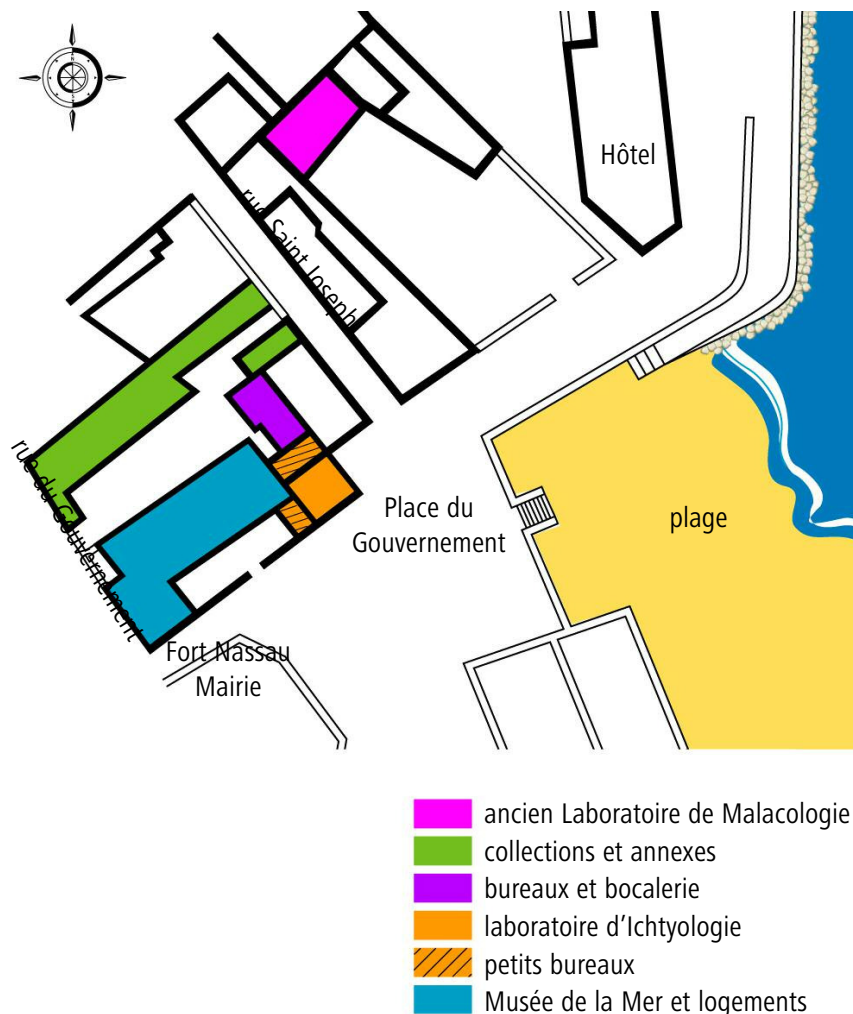 Hôtel
rue Saint Joseph
rue du Gouvernement
Place du
Gouvernement
plage
Fort Nassau
Mairie
ancien Laboratoire de Malacologie
collections et annexes
bureaux et bocalerie
laboratoire d’Ichtyologie
petits bureaux
Musée de la Mer et logements